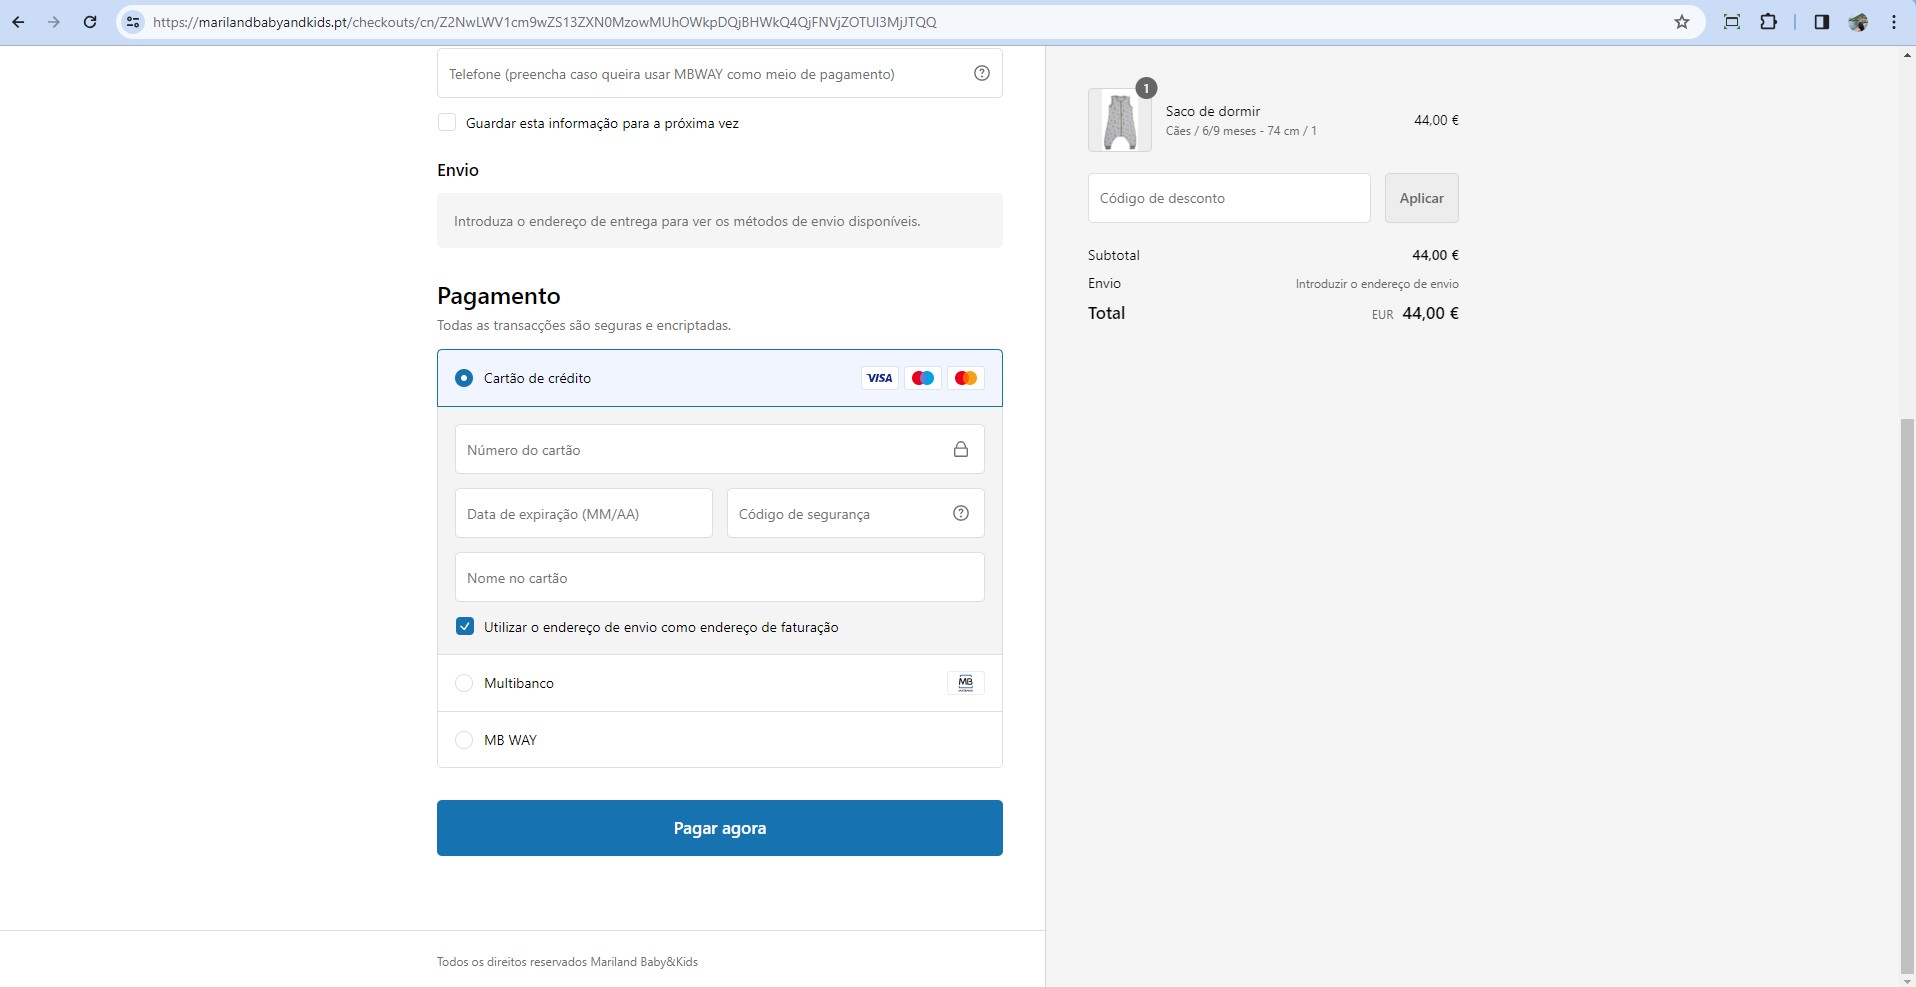 https://marilandbabyandkids.pt/checkouts/cn/Z2NwLWV1cm9wZS13ZXN0MzowMUhOWkpDQjBHWkQ4QjFNVjZOTUI3MjJTQQ
Telefone (preencha caso queira usar MBWAY como meio de pagamento)
Guardar esta informação para a próxima vez
Envio
Introduza o endereço de entrega para ver os métodos de envio disponíveis.
Pagamento
Todas as transacções são seguras e encriptadas.
Cartão de crédito
VISA
Número do cartão
Data de expiração (MM/AA)
Código de segurança
Nome no cartão
Utilizar o endereço de envio como endereço de faturação
Multibanco
MB
MB WAY
Pagar agora
Todos os direitos reservados Mariland Baby&Kids
1
Saco de dormir
Cães / 6/9 meses - 74 cm / 1
44,00 €
Código de desconto
Aplicar
Subtotal
44,00 €
Envio
Introduzir o endereço de envio
Total
EUR 44,00 €